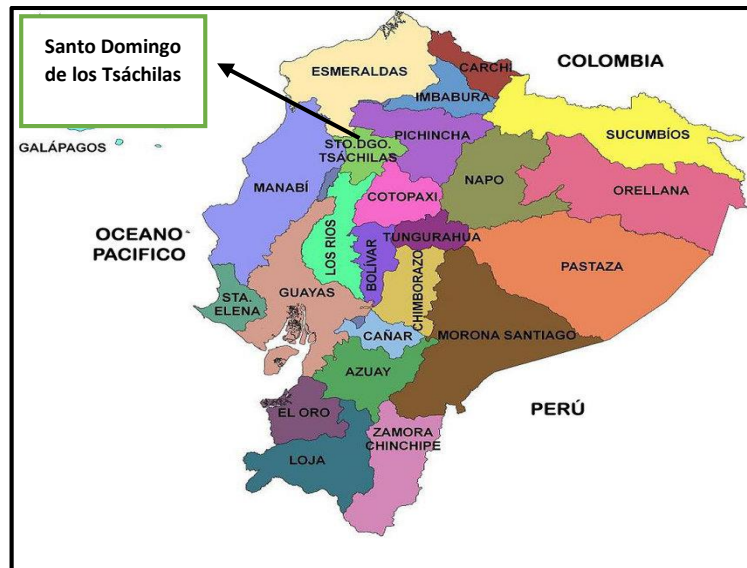 Santo Domingo
de los Tsáchilas
COLOMBIA
ESMERALDAS
CARCHI
IMBABURA
PICHINCHA
SUCUMBÍOS
GALÁPAGOS
STO.DGO.
TSÁCHILAS
MANABÍ
NAPO
ORELLANA
COTOPAXI
OCEANO
PACIFICO
LOS RIOS
BOLÍVAR
TUNGURAHUA
CHIMBORAZO
PASTAZA
STA.
ELENA
GUAYAS
CAÑAR
MORONA SANTIAGO
AZUAY
PERÚ
EL ORO
ZAMORA
CHINCHIPE
LOJA